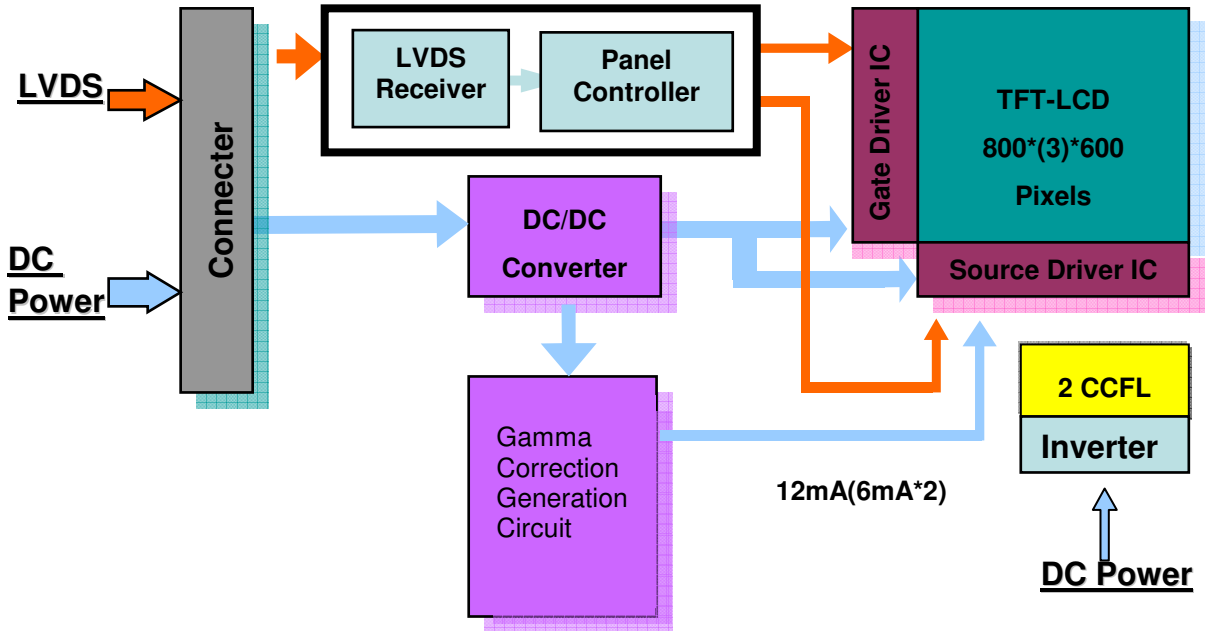 LVDS
DC
Power
Connecter
LVDS
Receiver
Panel
Controller
Gate Driver IC
TFT-LCD
800*(3)*600
Pixels
Source Driver IC
DC/DC
Converter
Gamma
Correction
Generation
Circuit
12mA(6mA*2)
2 CCFL
Inverter
DC Power